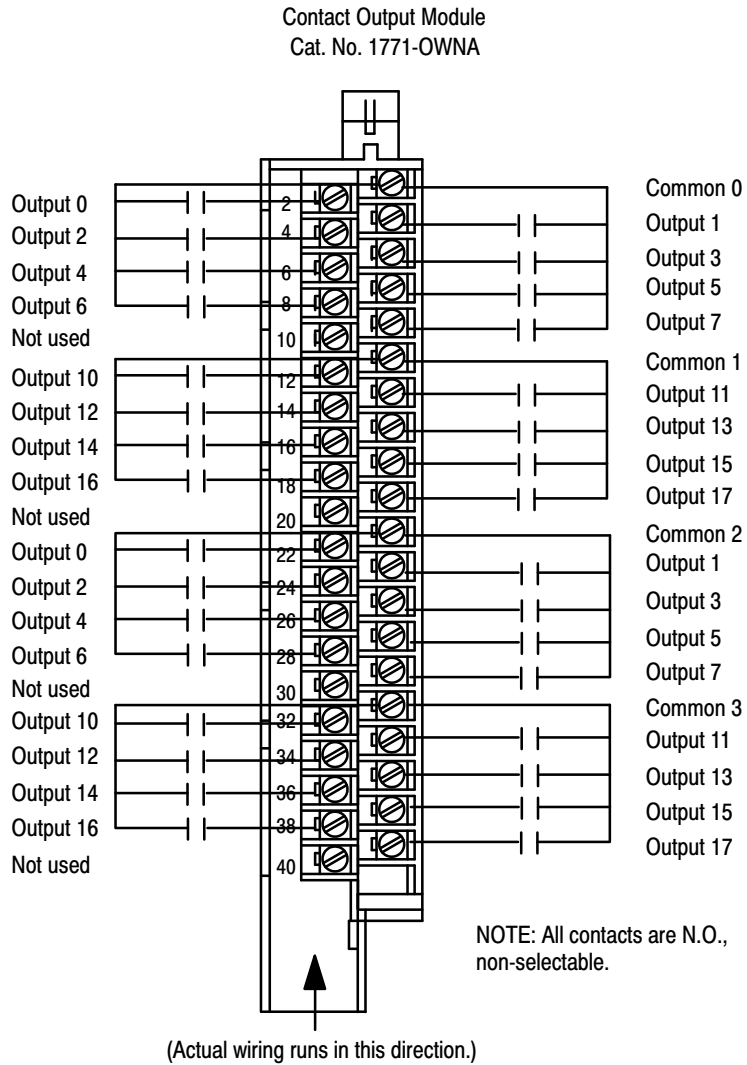 Contact Output Module
Cat. No. 1771-OWNA
Output 0
Output 2
Output 4
Output 6
Not used
Output 10
Output 12
Output 14
Output 16
Not used
Output 0
Output 2
Output 4
Output 6
Not used
Output 10
Output 12
Output 14
Output 16
Not used
2
4
6
8
10
12
14
16
18
20
22
24
26
28
30
32
34
36
38
40
Common 0
Output 1
Output 3
Output 5
Output 7
Common 1
Output 11
Output 13
Output 15
Output 17
Common 2
Output 1
Output 3
Output 5
Output 7
Common 3
Output 11
Output 13
Output 15
Output 17
NOTE: All contacts are N.O.,
non-selectable.
(Actual wiring runs in this direction.)